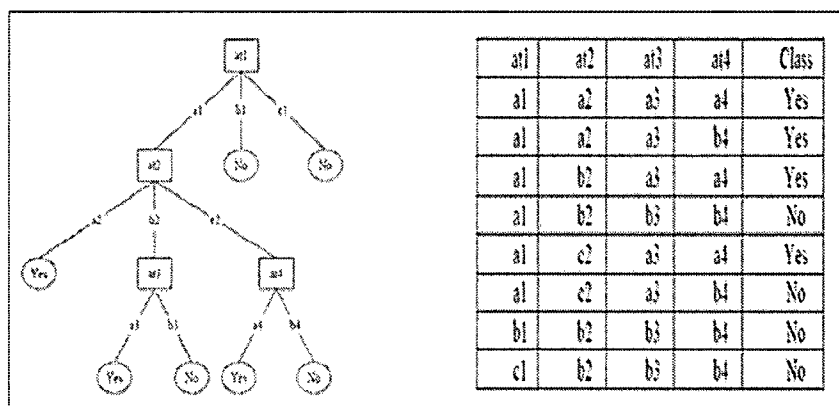 at1
a1 b1 c1
at2 No No
a2 b2 c2
Yes at3 at4
a3 b3 a4 b4
Yes No Yes No
at1 at2 at3 at4 Class
a1 a2 a3 a4 Yes
a1 a2 a3 b4 Yes
a1 b2 a3 a4 Yes
a1 b2 b3 b4 No
a1 c2 a3 a4 Yes
a1 c2 a3 b4 No
b1 b2 b3 b4 No
c1 b2 b3 b4 No